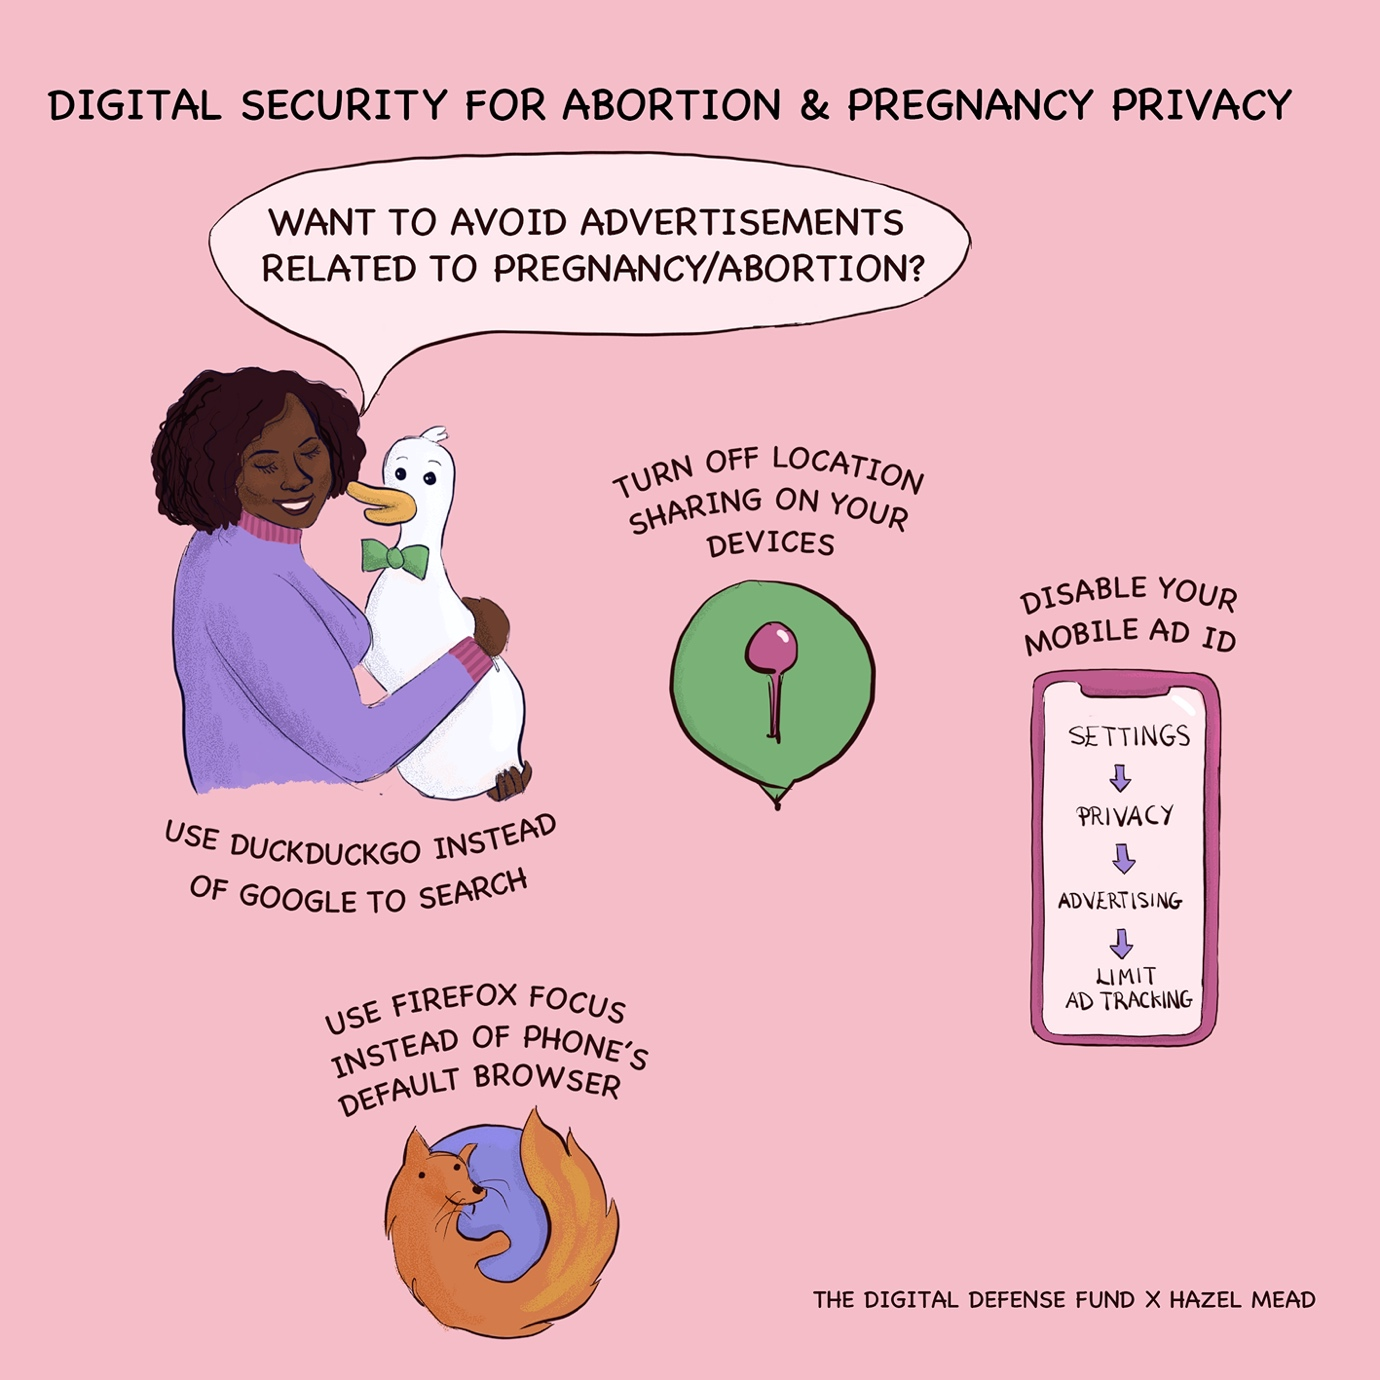 DIGITAL SECURITY FOR ABORTION & PREGNANCY PRIVACY
WANT TO AVOID ADVERTISEMENTS
RELATED TO PREGNANCY/ABORTION?
USE DUCKDUCKGO INSTEAD
OF GOOGLE TO SEARCH
TURN OFF LOCATION
SHARING ON YOUR
DEVICES
DISABLE YOUR
MOBILE AD ID
SETTINGS
PRIVACY
ADVERTISING
LIMIT
AD TRACKING
USE FIREFOX FOCUS
INSTEAD OF PHONE'S
DEFAULT BROWSER
THE DIGITAL DEFENSE FUND X HAZEL MEAD